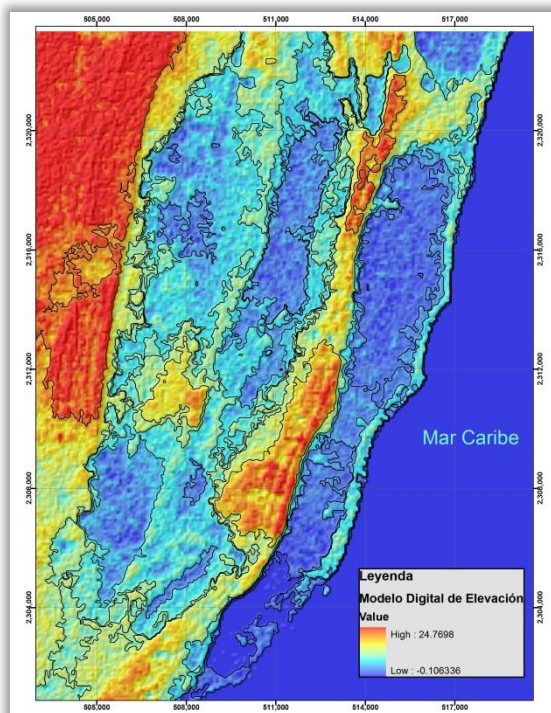 505,000 508,000 511,000 514,000 517,000
2,320,000 2,320,000
2,316,000 2,316,000
2,312,000 2,312,000
Mar Caribe
2,308,000 2,308,000
2,304,000 2,304,000
Leyenda
Modelo Digital de Elevación
Value
High : 24.7698
Low : -0.106336
505,000 508,000 511,000 514,000 517,000